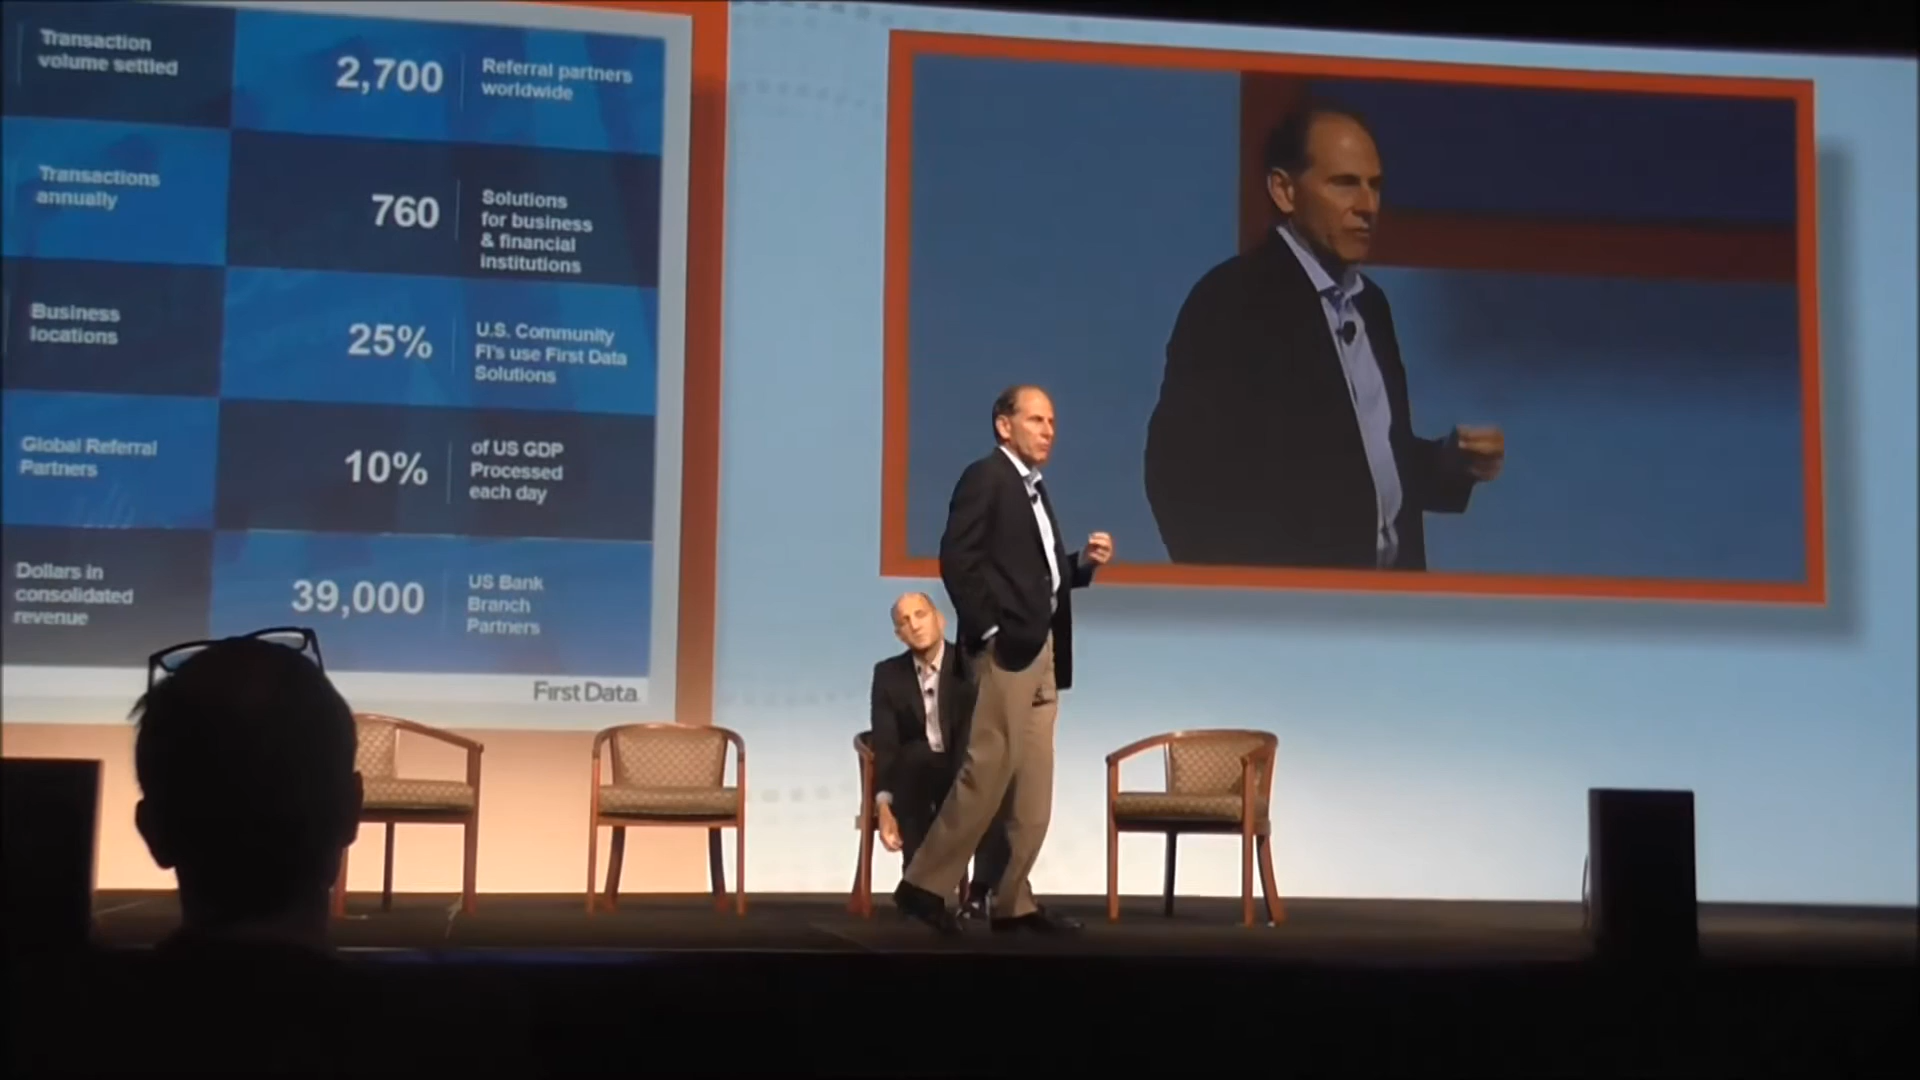 Transaction
volume settled
2,700
Referral partners
worldwide
Transactions
annually
760
Solutions
for business
& financial
institutions
Business
locations
25%
U.S. Community
FI's use First Data
Solutions
Global Referral
Partners
10%
of US GDP
Processed
each day
Dollars in
consolidated
revenue
39,000
US Bank
Branch
Partners
First Data